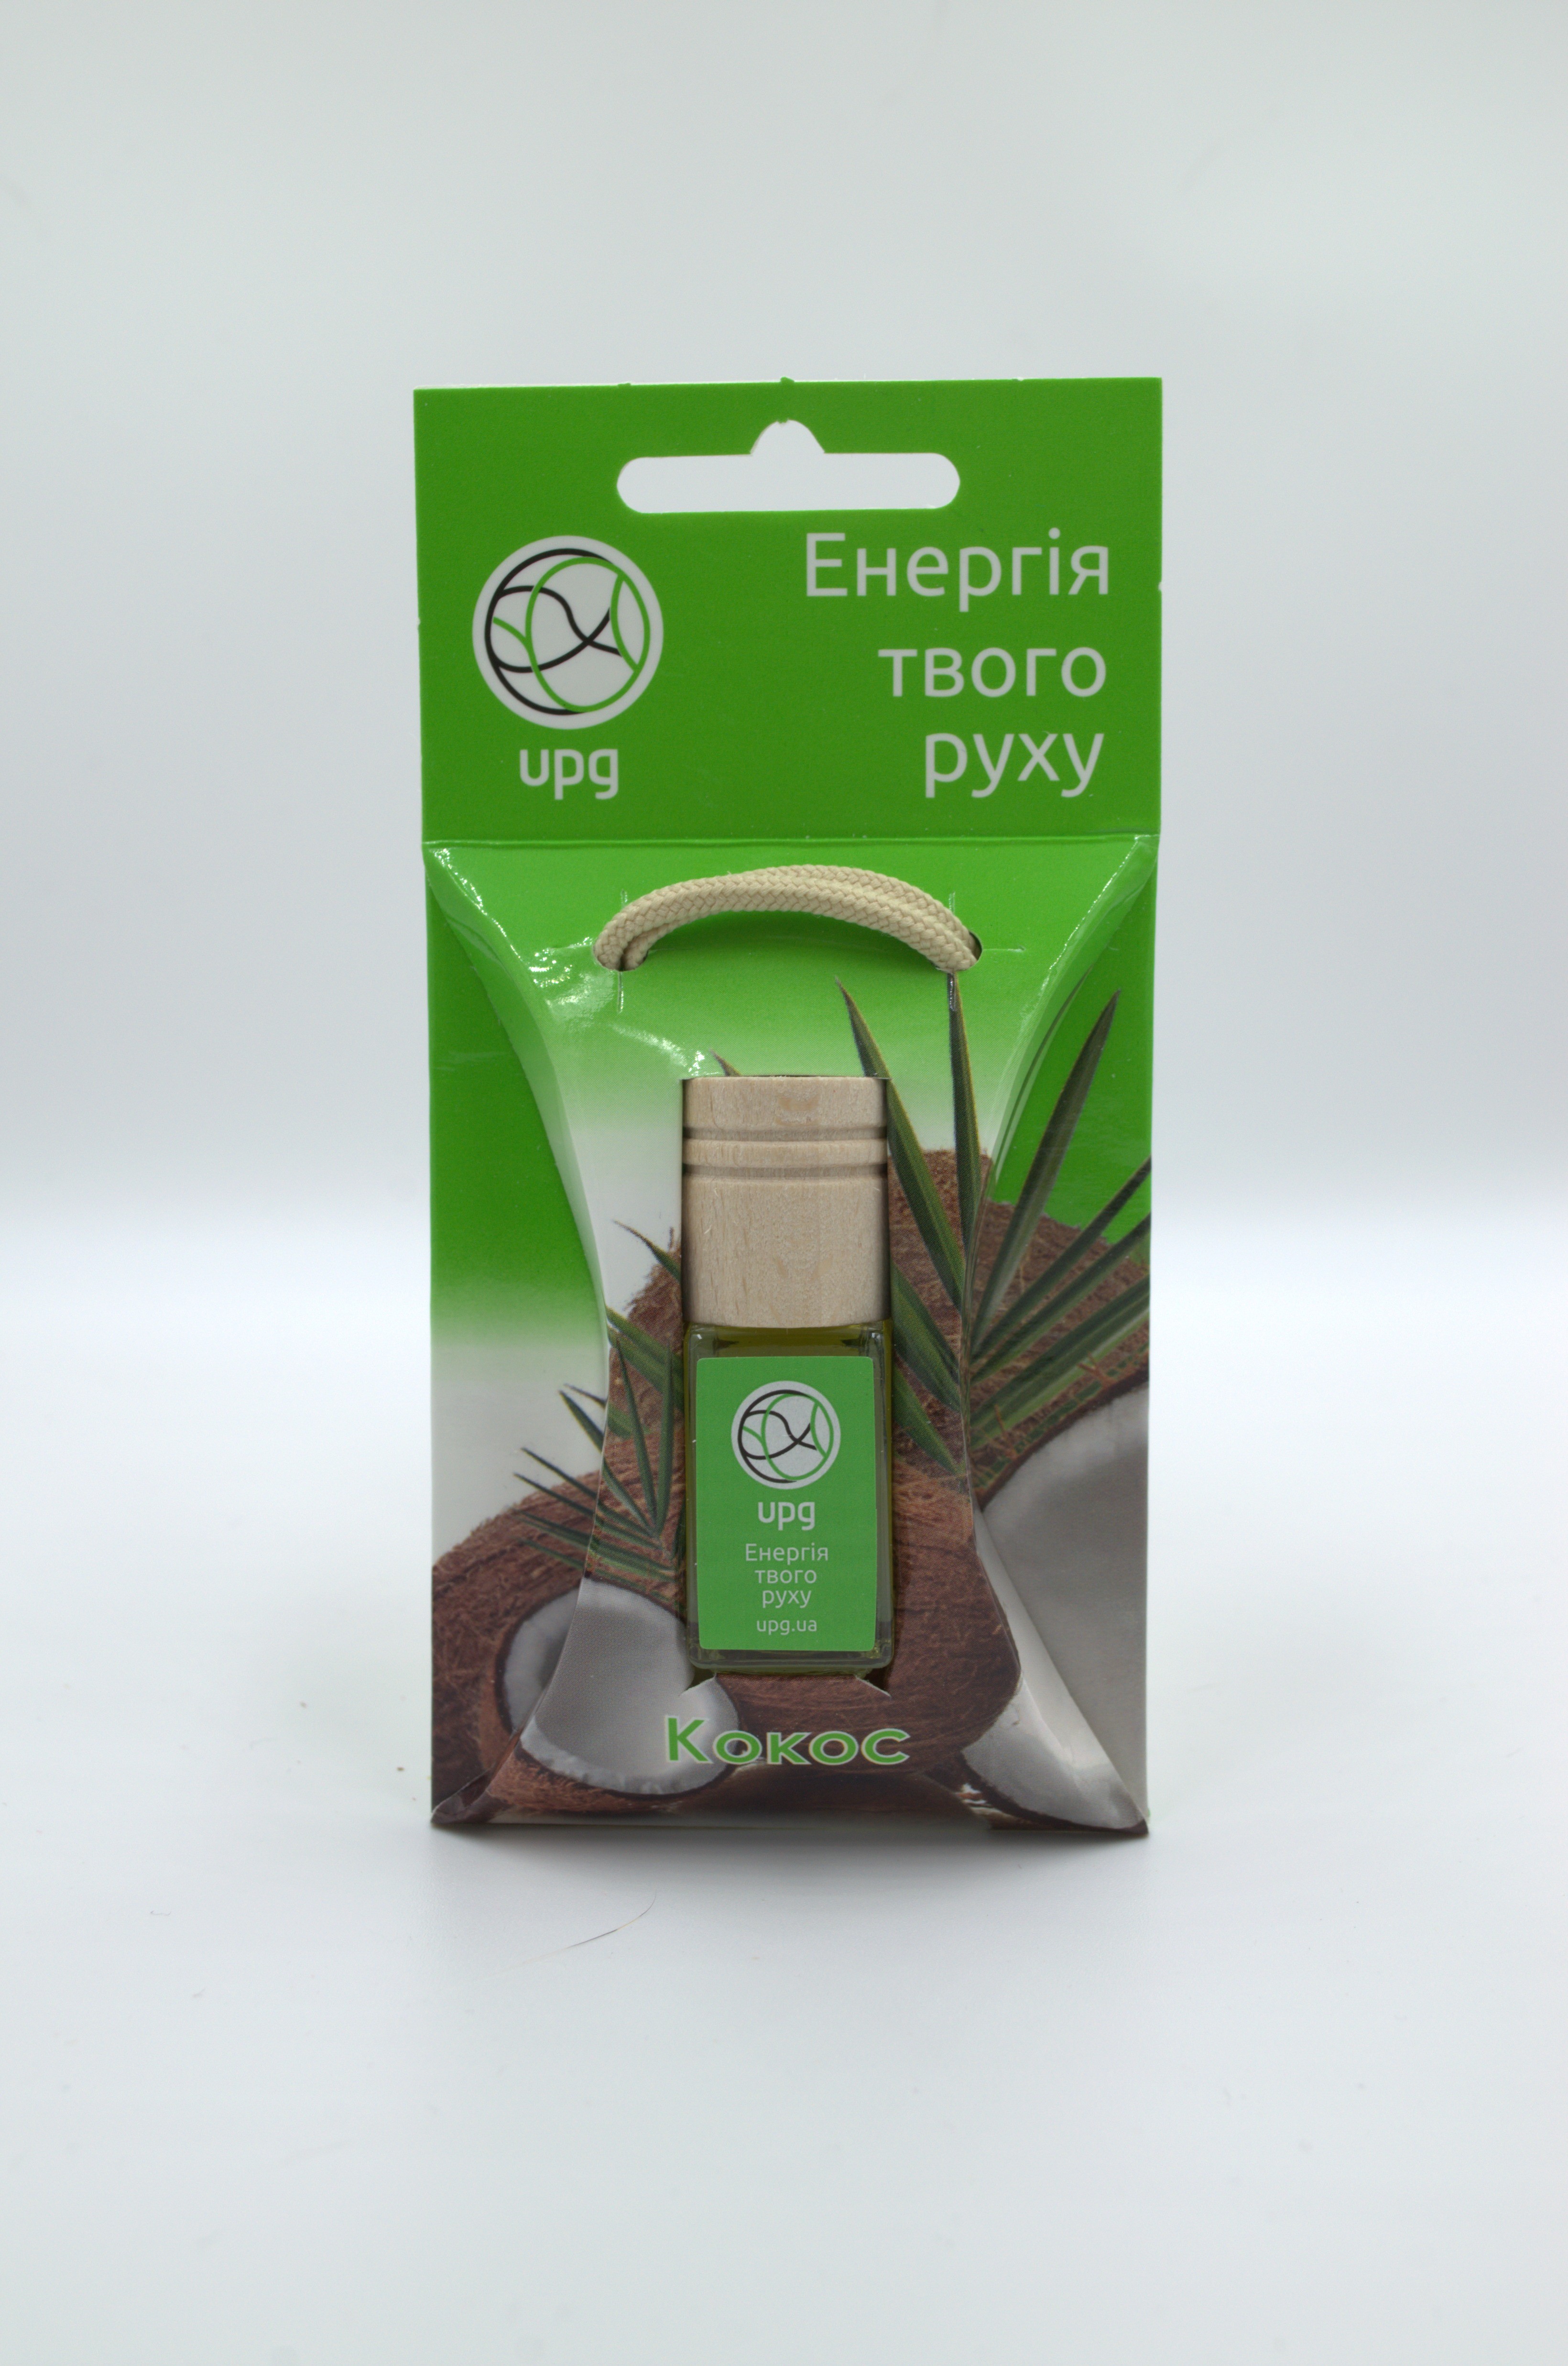 Енергія
твого
руху
upg
upg
Енергія
твого
руху
upg.ua
Кокос